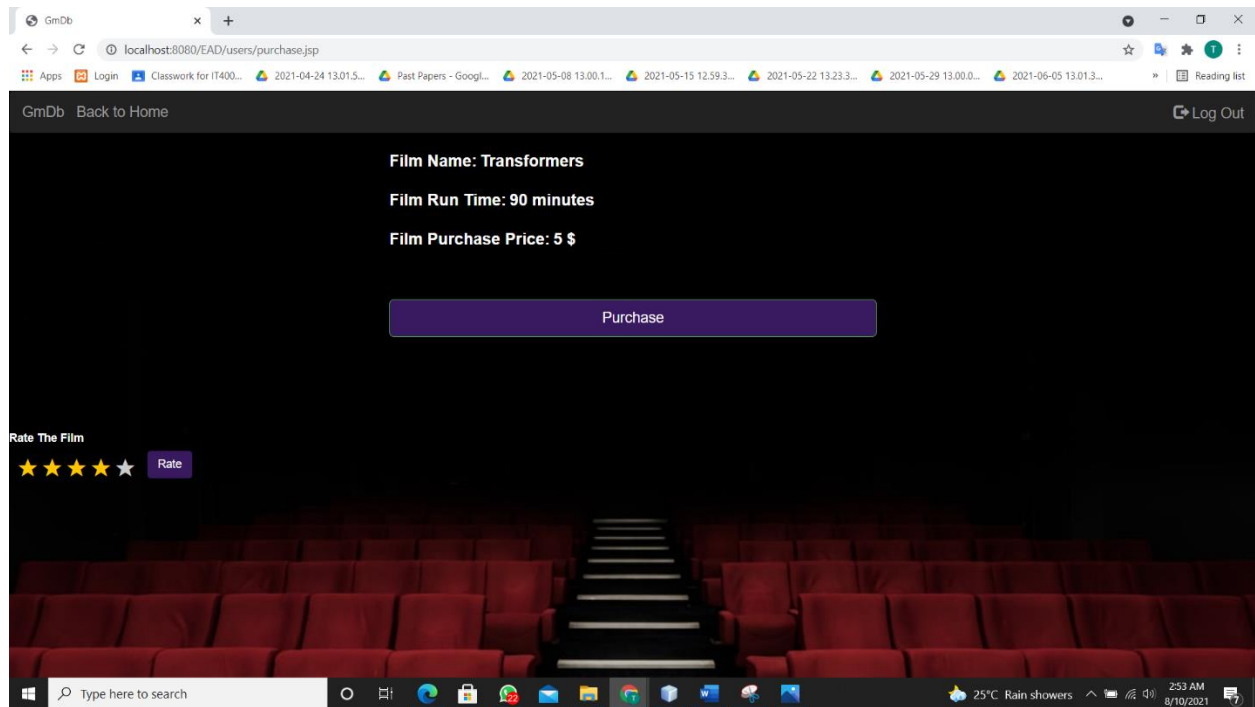 GmDb
localhost:8080/EAD/users/purchase.jsp
T
Apps Login Classwork for IT400... 2021-04-24 13.01.5... Past Papers - Googl... 2021-05-08 13.00.1... 2021-05-15 12.59.3... 2021-05-22 13.23.3... 2021-05-29 13.00.0... 2021-06-05 13.01.3... » Reading list
GmDb Back to Home Log Out
Film Name: Transformers
Film Run Time: 90 minutes
Film Purchase Price: 5 $
Purchase
Rate The Film
Rate
Type here to search 22 25°C Rain showers 2:53 AM
8/10/2021 7